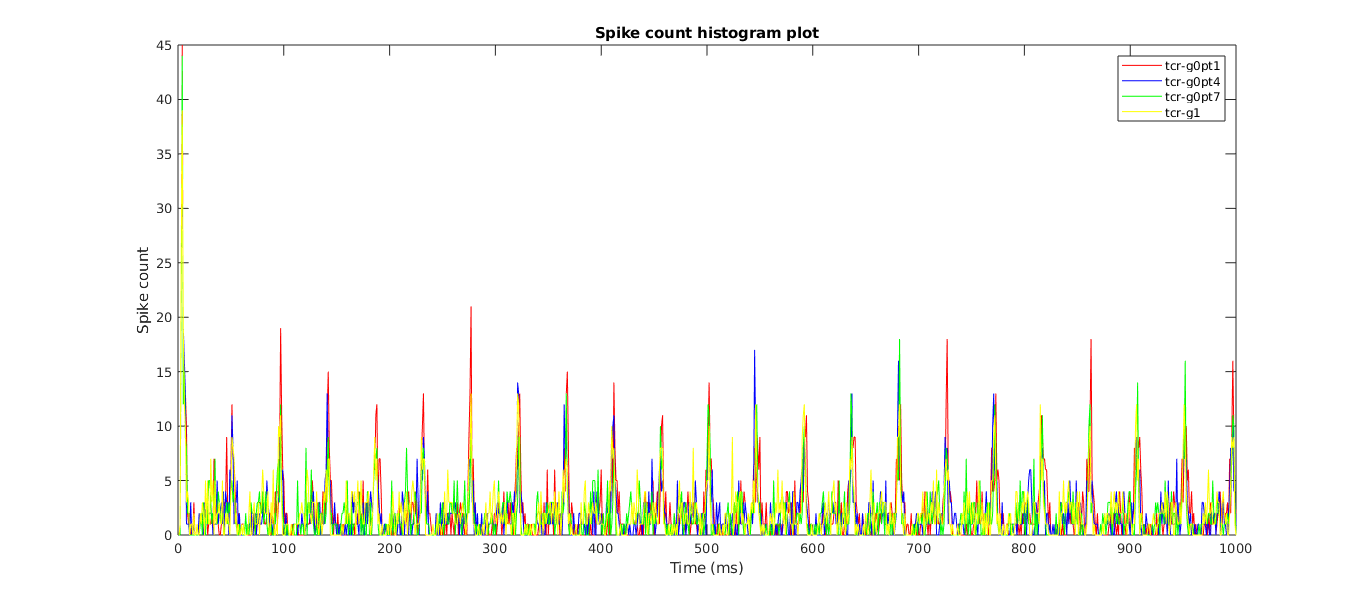 Spike count histogram plot
45
40
35
30
25
20
15
10
5
0
Spike count
tcr-g0pt1
tcr-g0pt4
tcr-g0pt7
tcr-g1
0 100 200 300 400 500 600 700 800 900 1000
Time (ms)